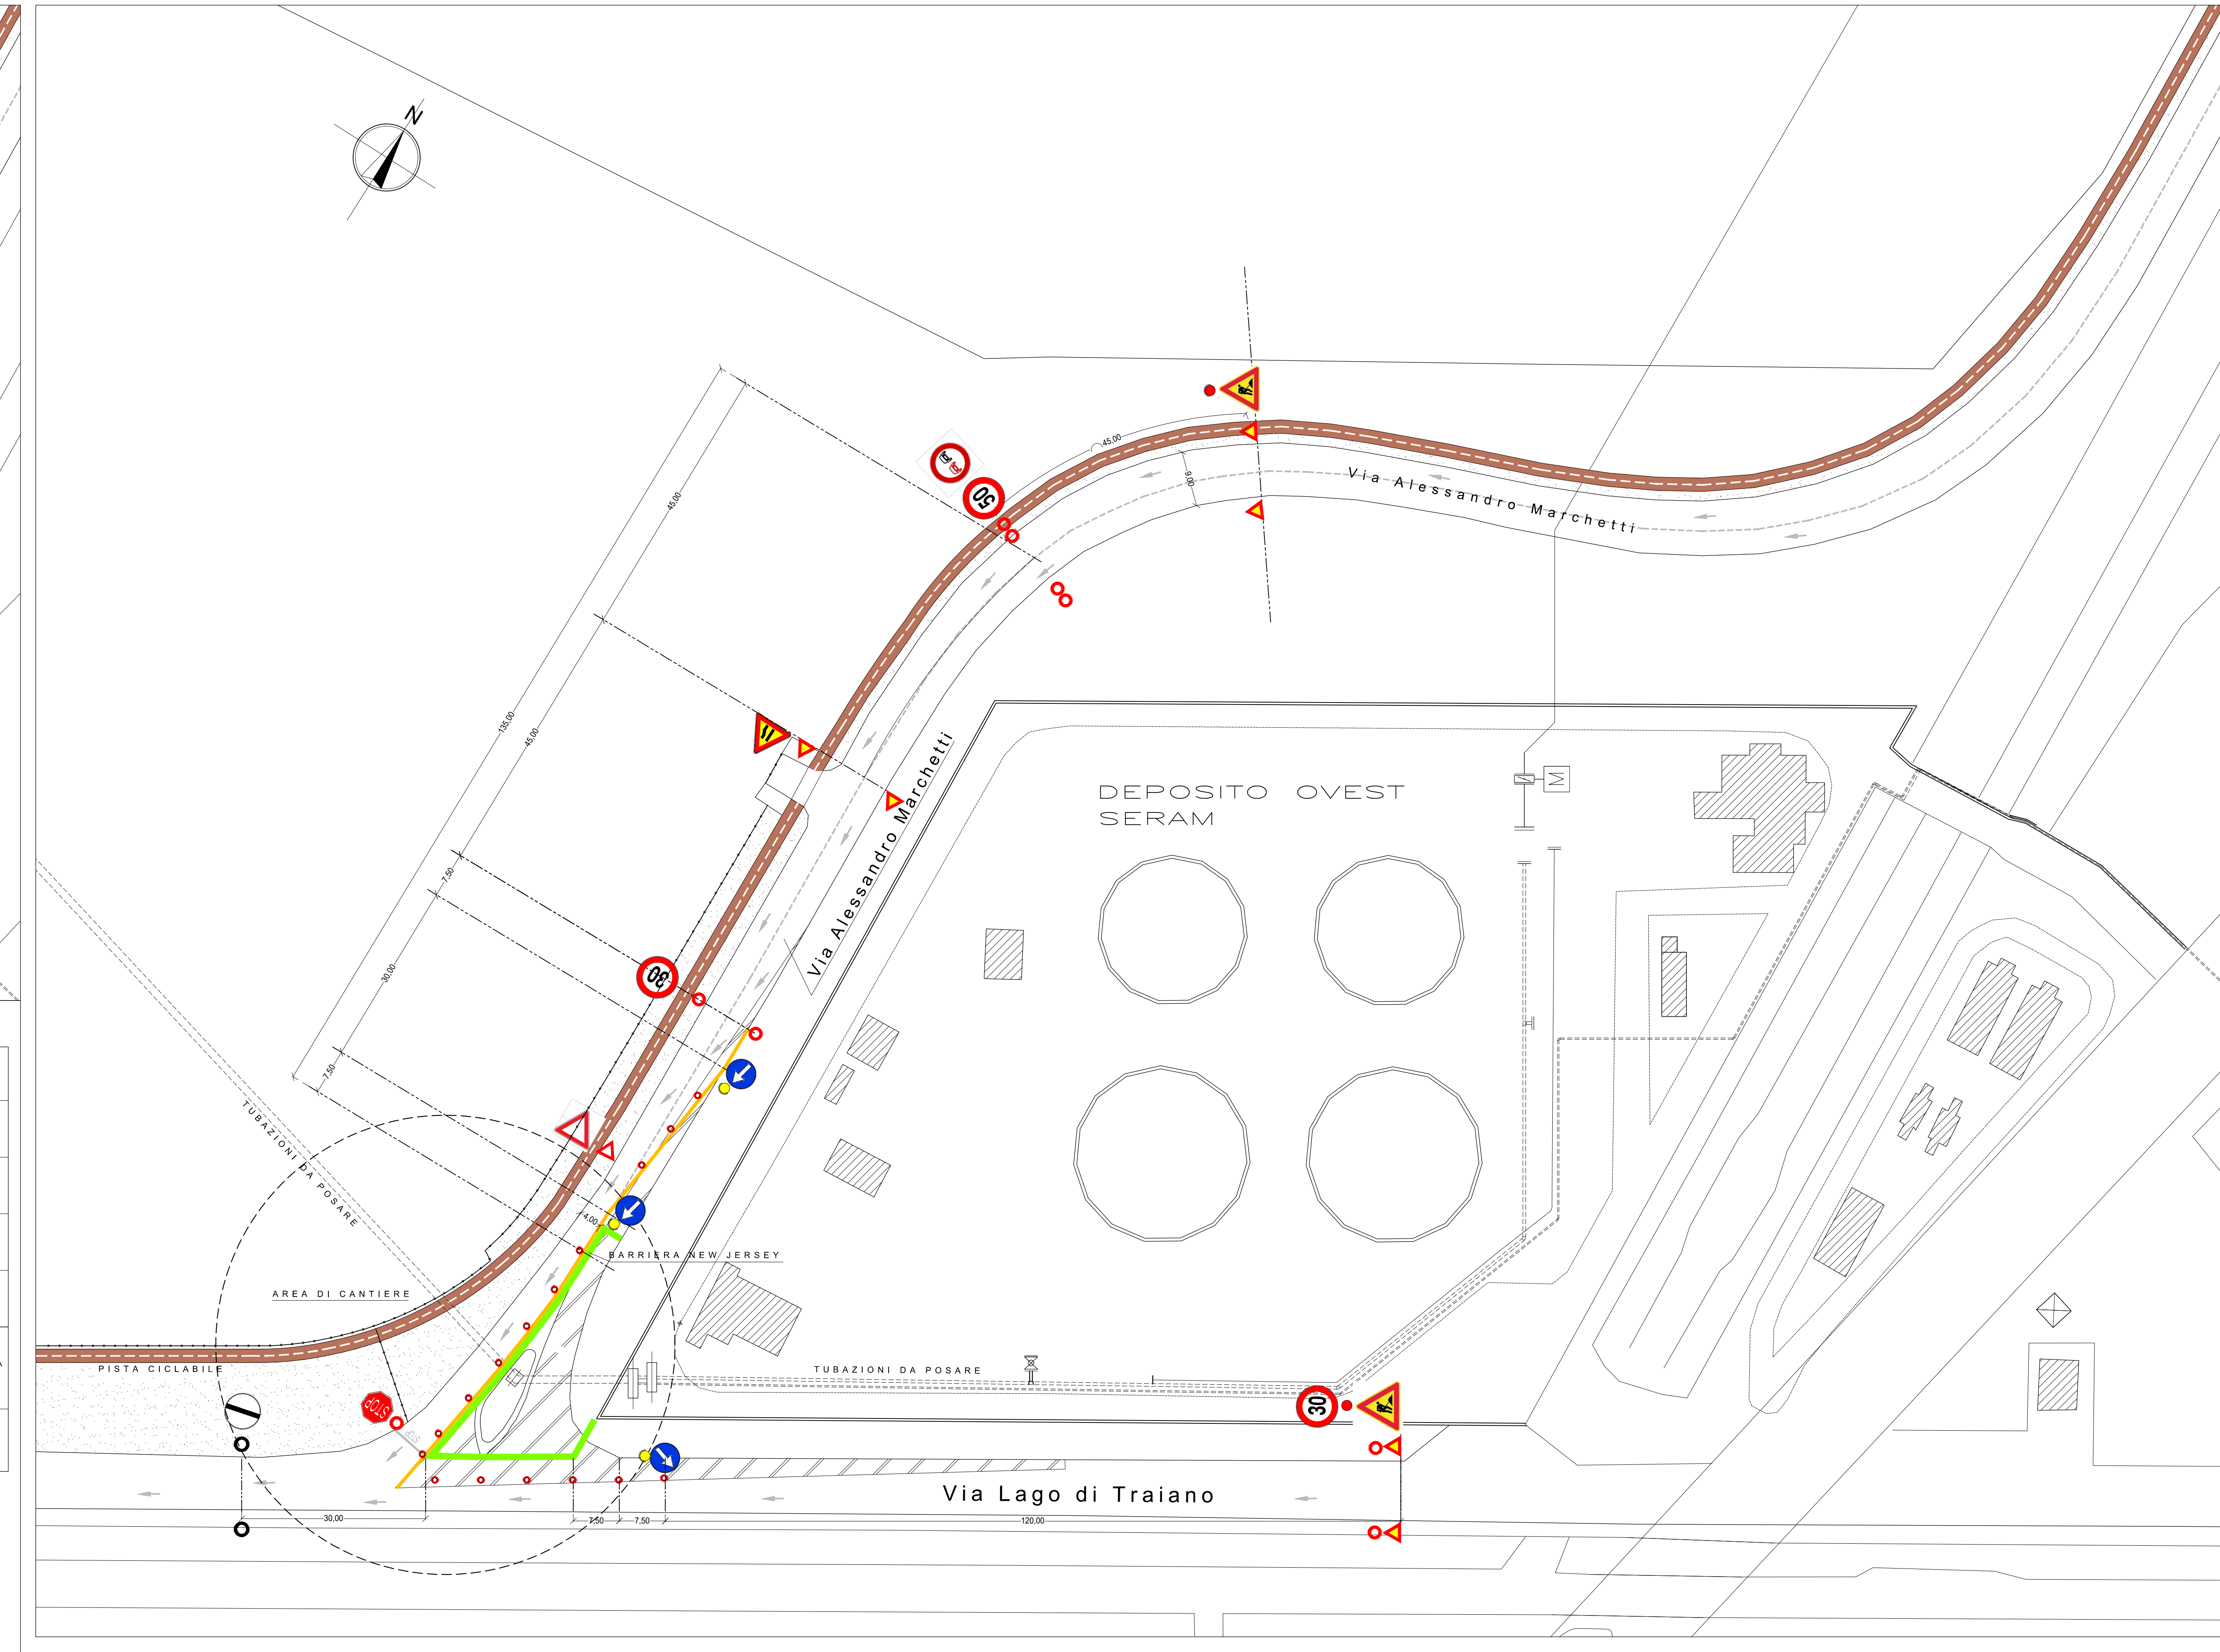 N
45,00
9,00
Via Alessandro Marchetti
50
45,00
135,00
45,00
Via Alessandro Marchetti
DEPOSITO OVEST
SERAM
M
7,50
30,00
30
7,50
TUBAZIONI DA POSARE
4,00
BARRIERA NEW JERSEY
AREA DI CANTIERE
PISTA CICLABILE
TUBAZIONI DA POSARE
STOP
STOP
30
Via Lago di Traiano
30,00
7,50
7,50
120,00